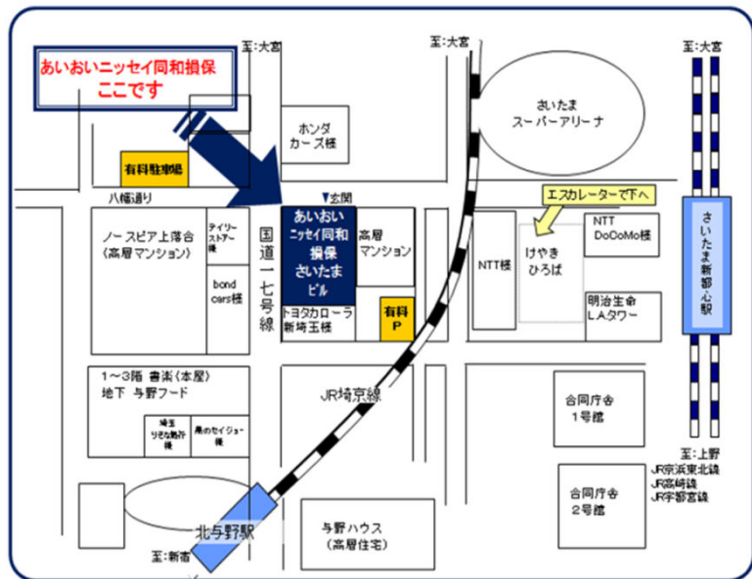 至:大宮
至:大宮
至:大宮
あいおいニッセイ同和損保
ここです
さいたま
スーパーアリーナ
ホンダ
カーズ様
有料駐車場
八幡通り
▼玄関
エスカレーターで下へ
ノースピア上落合
(高層マンション)
デイリー
ストアー
様
bond
cars様
国道一七号線
あいおい
ニッセイ同和
損保
さいたま
ビル
高層
マンション
トヨタカローラ
新埼玉様
有料
P
NTT様
けやき
ひろば
NTT
DoCoMo様
明治生命
L.Aタワー
さいたま新都心駅
1~3階 書楽(本屋)
地下 与野フード
埼玉
りそな銀行
様
様
JR埼京線
合同庁舎
1号館
合同庁舎
2号館
至:上野
JR京浜東北線
JR高崎線
JR宇都宮線
北与野駅
至:新宿
与野ハウス
(高層住宅)